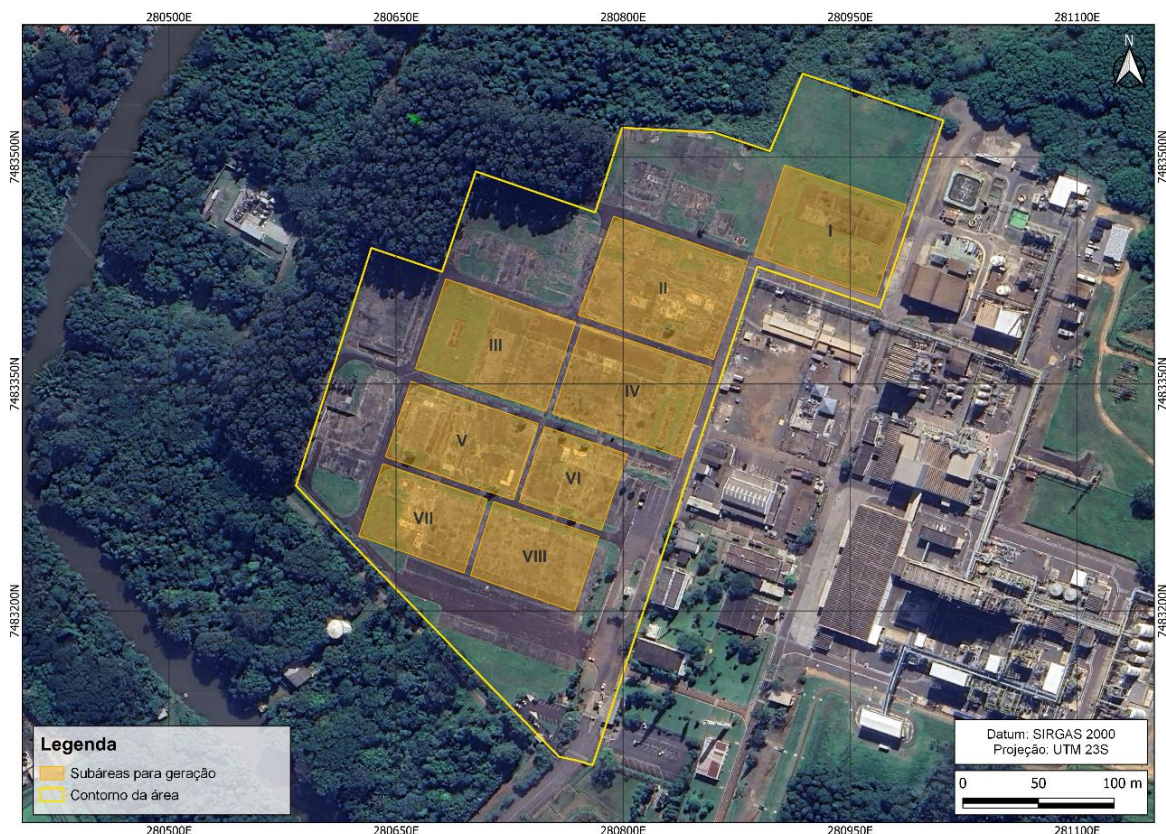 280500E 280650E 280800E 280950E 281100E
N
7483500N 7483500N
I
II
III
7483350N 7483350N
IV
V
VI
VII
VIII
7483200N 7483200N
Legenda
Subáreas para geração
Contorno da área
Datum: SIRGAS 2000
Projeção: UTM 23S
0 50 100 m
280500E 280650E 280800E 280950E 281100E